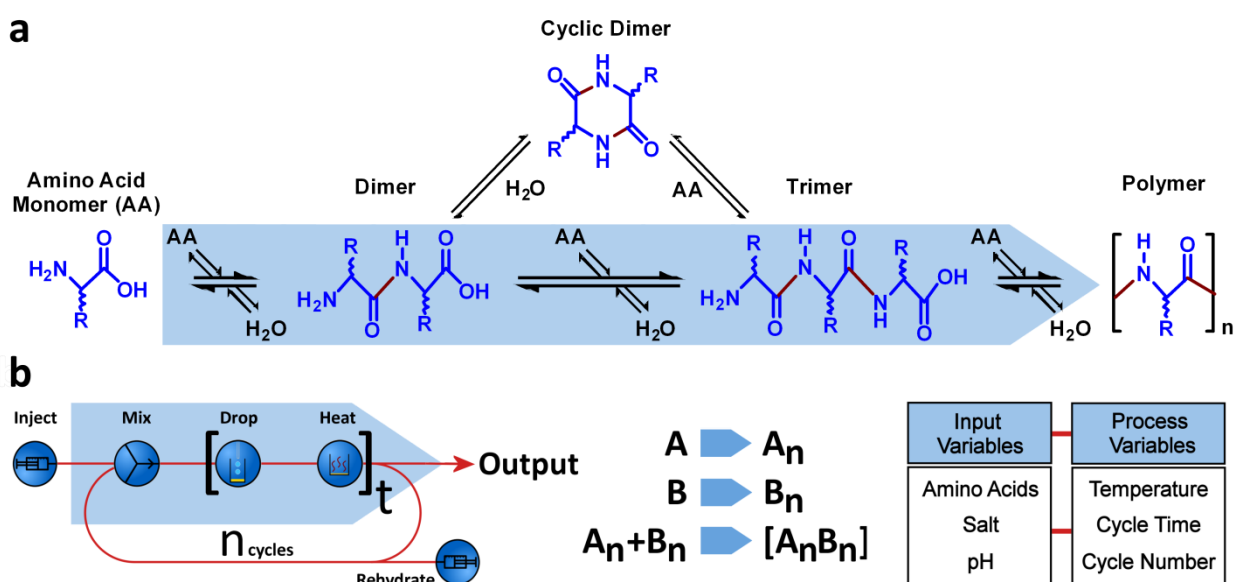 a
Cyclic Dimer
H
O N R
R N O
H
H₂O
AA
Amino Acid
Monomer (AA)
Dimer
Trimer
Polymer
H₂N O
OH
R
AA
H₂O
R H O
H₂N N OH
O R
AA
H₂O
R H O R
H₂N N N OH
O R H O
AA
H₂O
H O
N
R n
b
Inject
Mix
Drop
Heat
Output
t
n cycles
Rehydrate
A Aₙ
B Bₙ
Aₙ+Bₙ [AₙBₙ]
Input
Variables
Process
Variables
Amino Acids
Salt
pH
Temperature
Cycle Time
Cycle Number